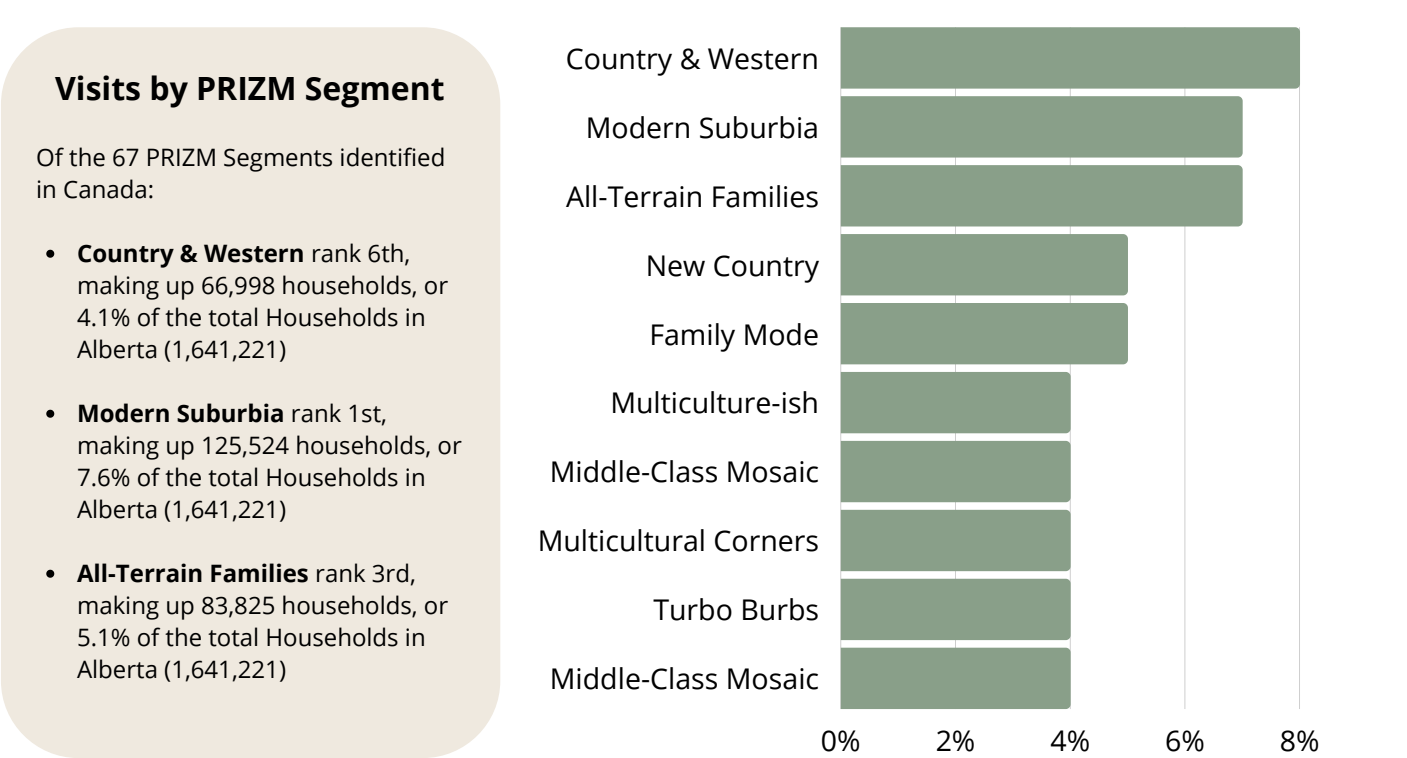 Visits by PRIZM Segment
Of the 67 PRIZM Segments identified
in Canada:
• Country & Western rank 6th,
making up 66,998 households, or
4.1% of the total Households in
Alberta (1,641,221)
• Modern Suburbia rank 1st,
making up 125,524 households, or
7.6% of the total Households in
Alberta (1,641,221)
• All-Terrain Families rank 3rd,
making up 83,825 households, or
5.1% of the total Households in
Alberta (1,641,221)
Country & Western
Modern Suburbia
All-Terrain Families
New Country
Family Mode
Multiculture-ish
Middle-Class Mosaic
Multicultural Corners
Turbo Burbs
Middle-Class Mosaic
0% 2% 4% 6% 8%